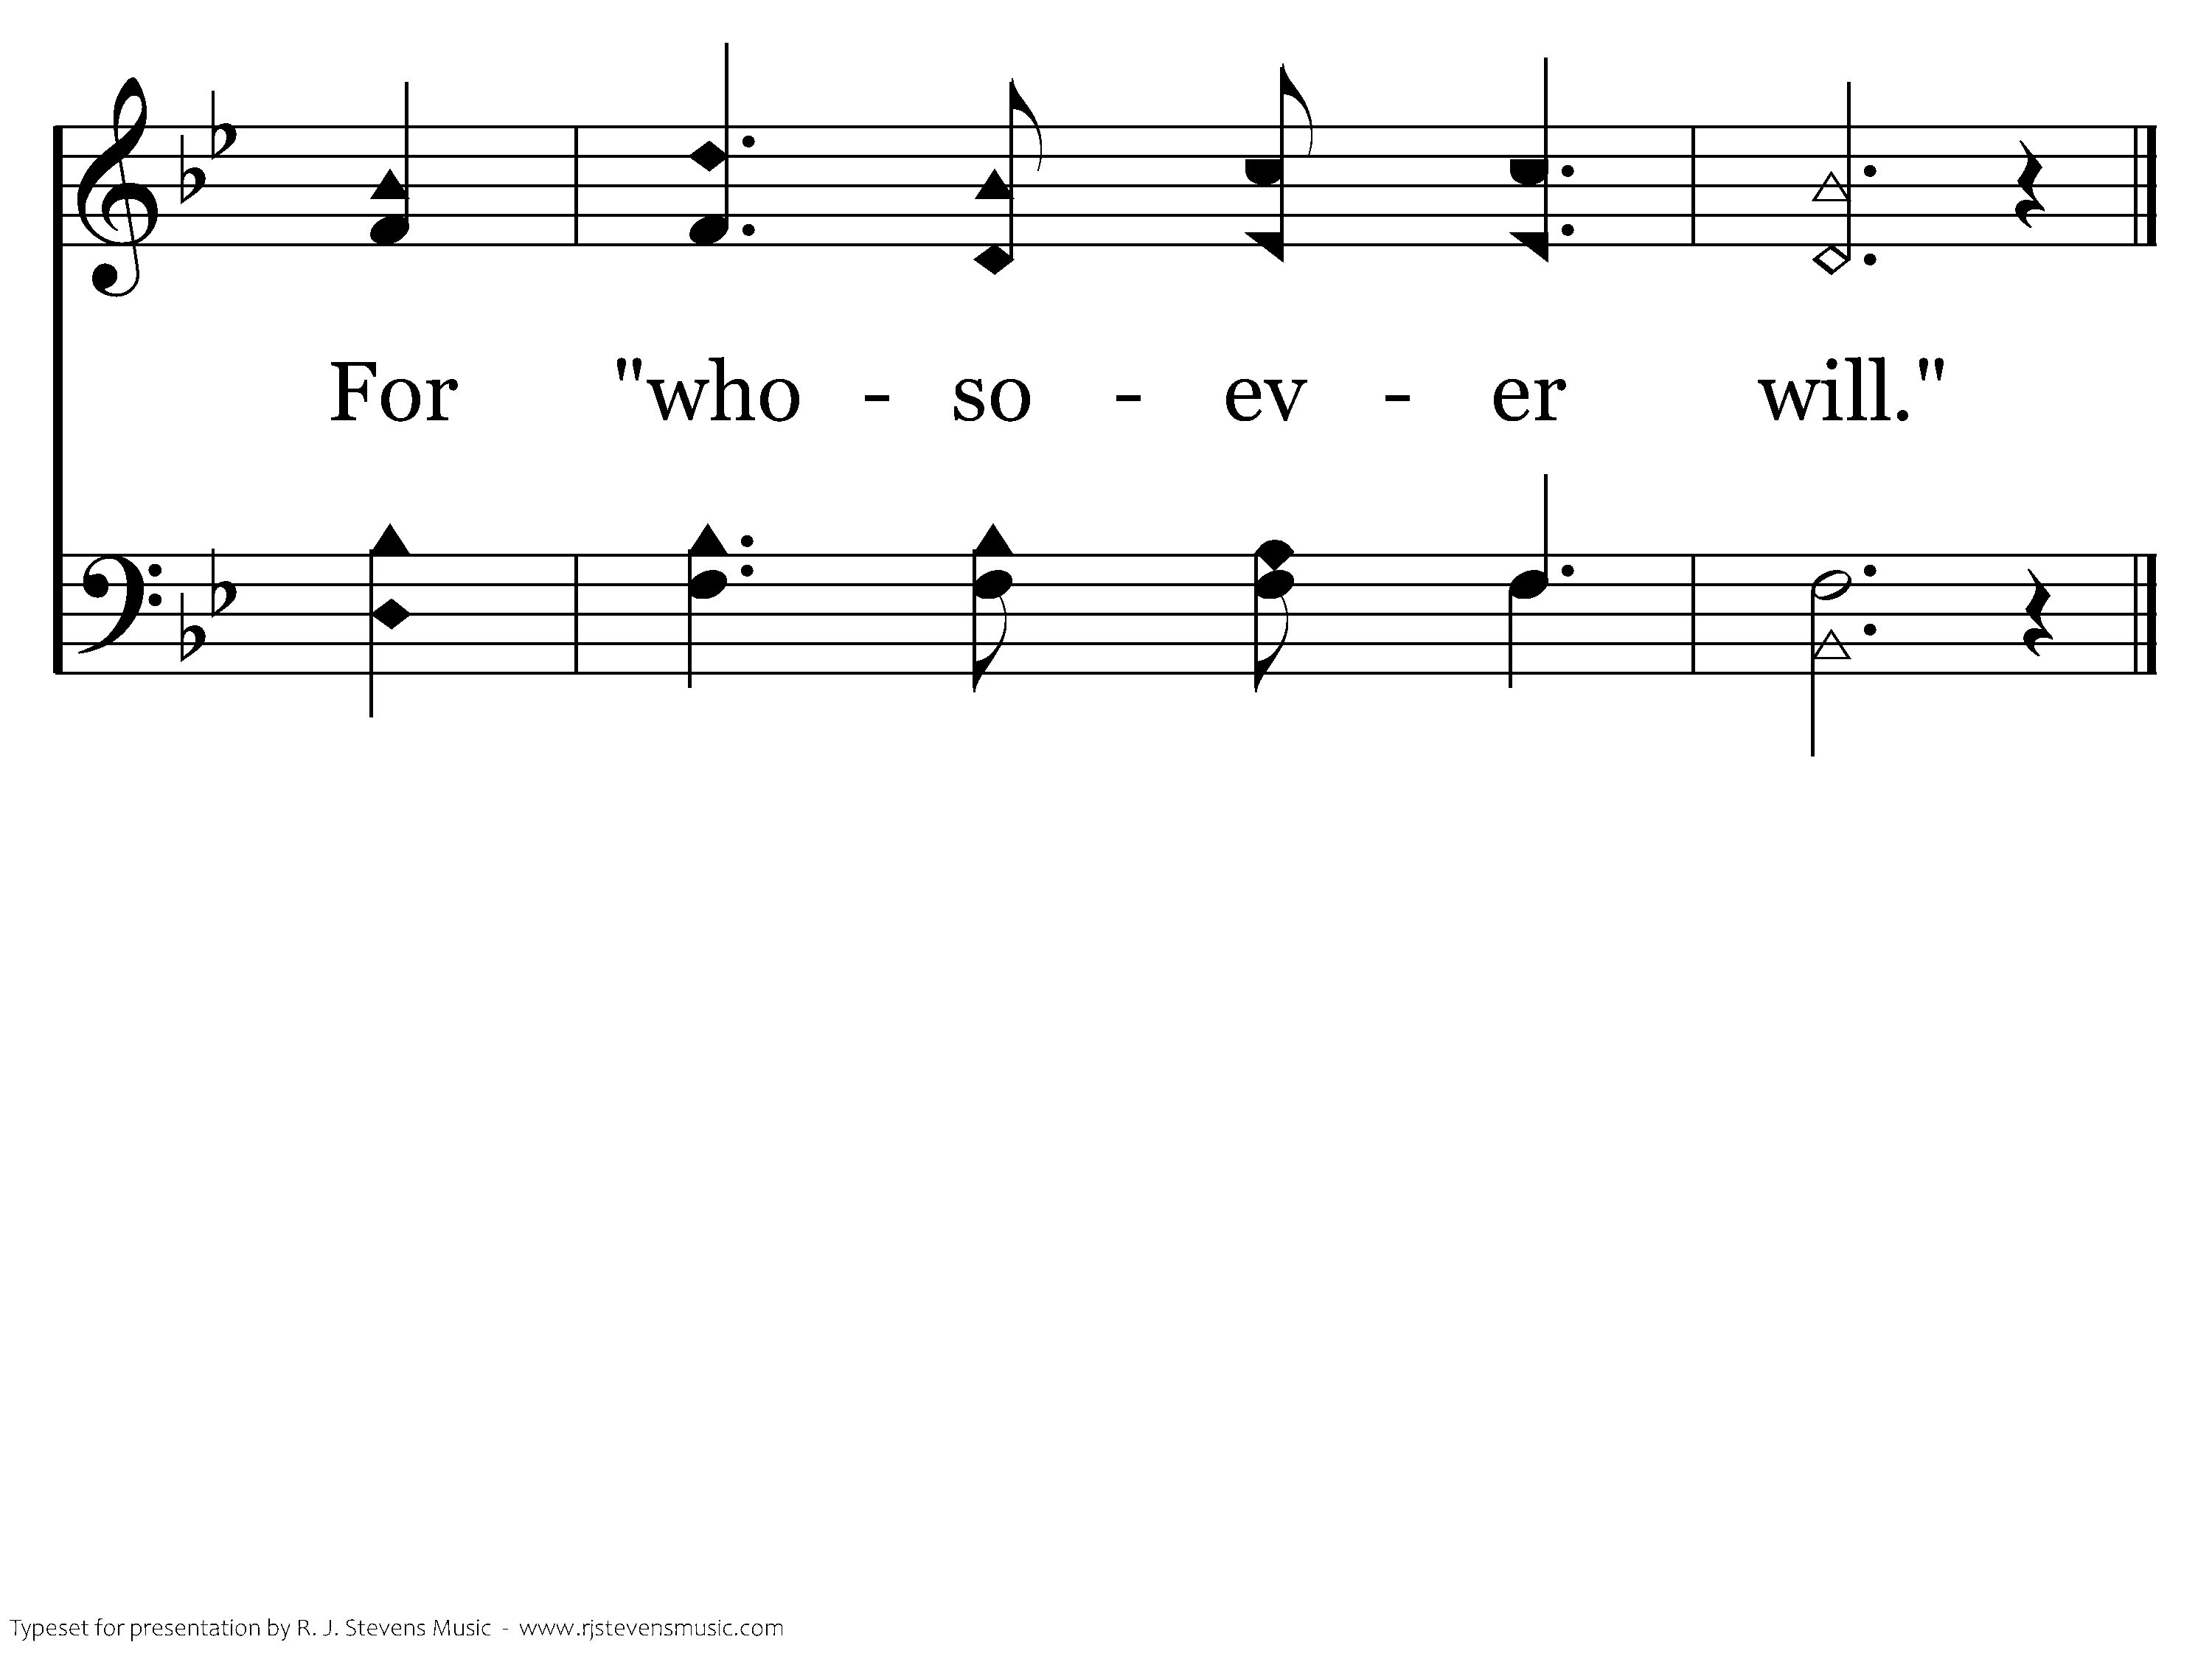 For "who - so - ev - er will."
Typeset for presentation by R. J. Stevens Music - www.rjstevensmusic.com